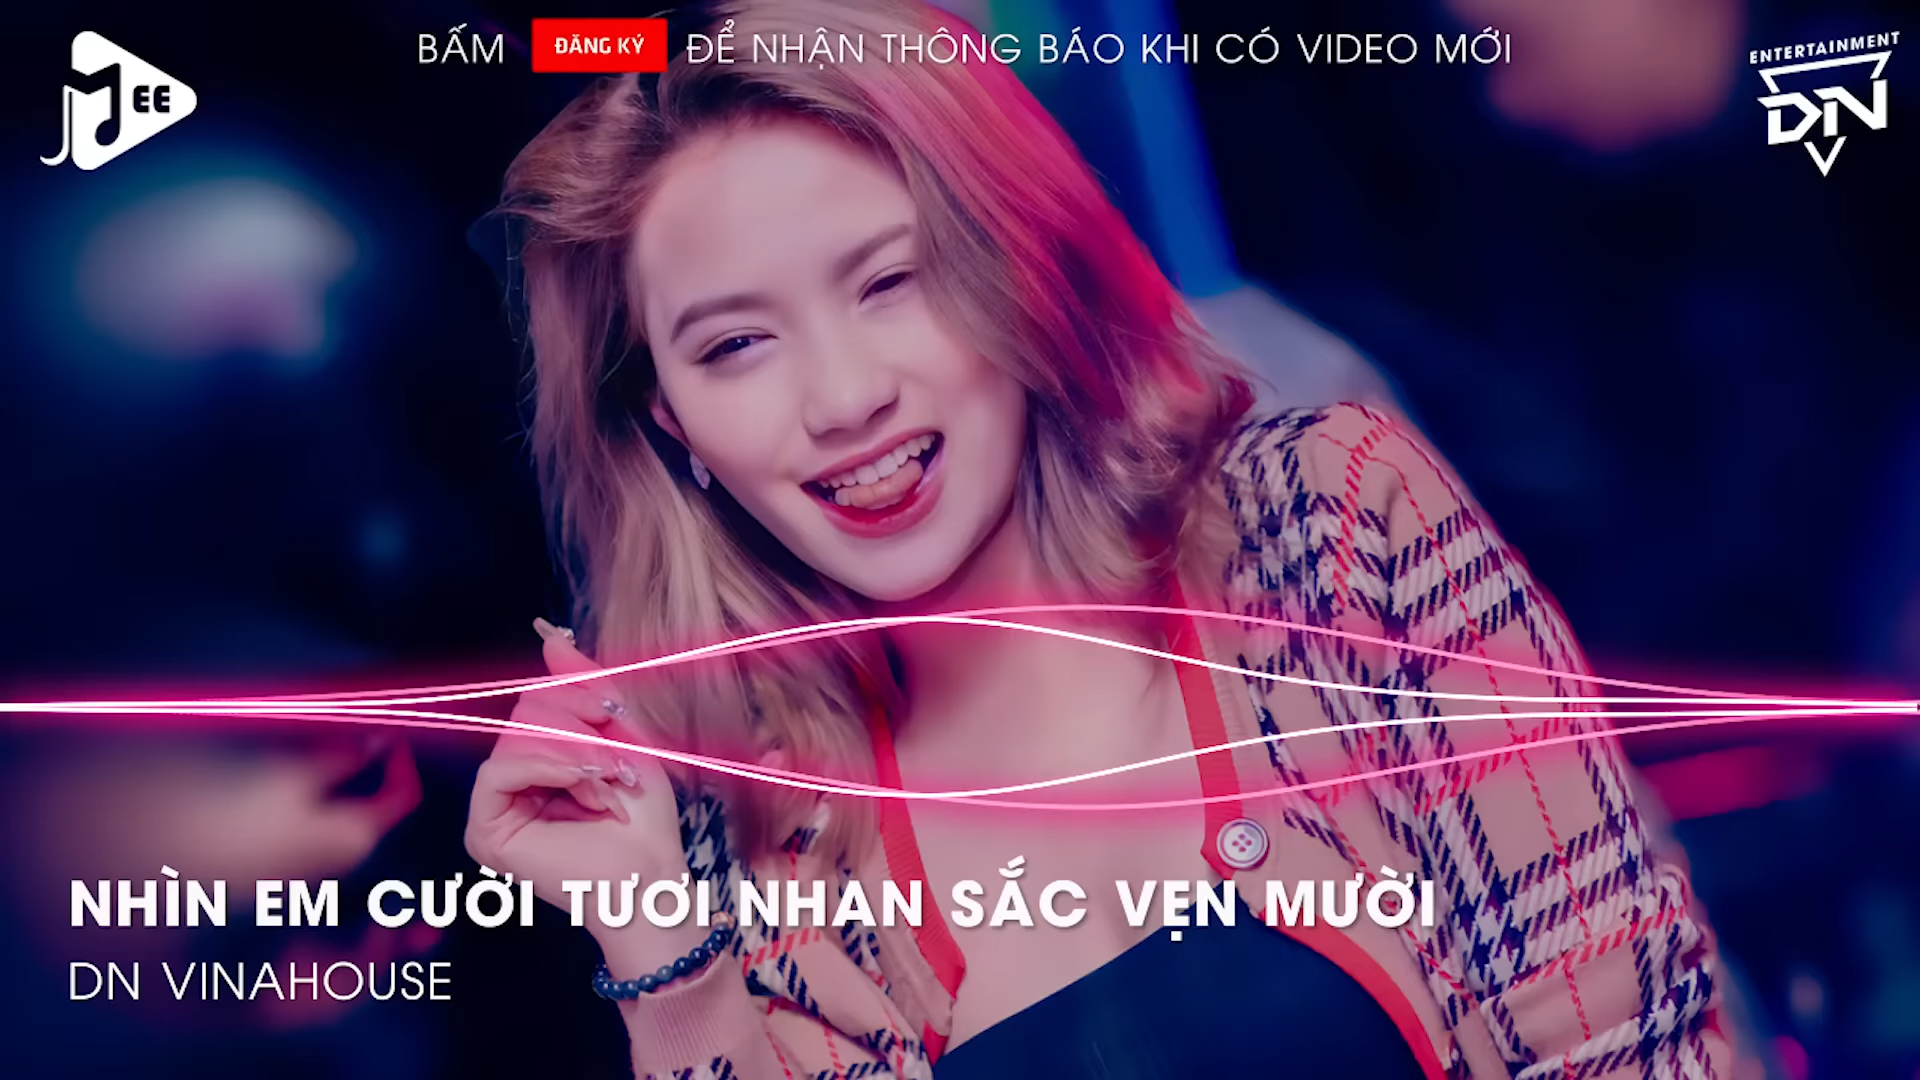 BẤM ĐĂNG KÝ ĐỂ NHẬN THÔNG BÁO KHI CÓ VIDEO MỚI
EE
ENTERTAINMENT
DN
NHÌN EM CƯỜI TƯƠI NHAN SẮC VẸN MƯỜI
DN VINAHOUSE